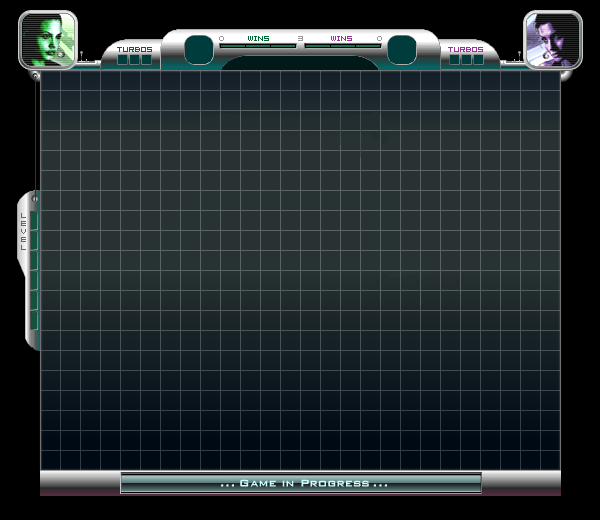 0 WINS 3 WINS 0
TURBOS TURBOS
LEVEL
... GAME IN PROGRESS ...